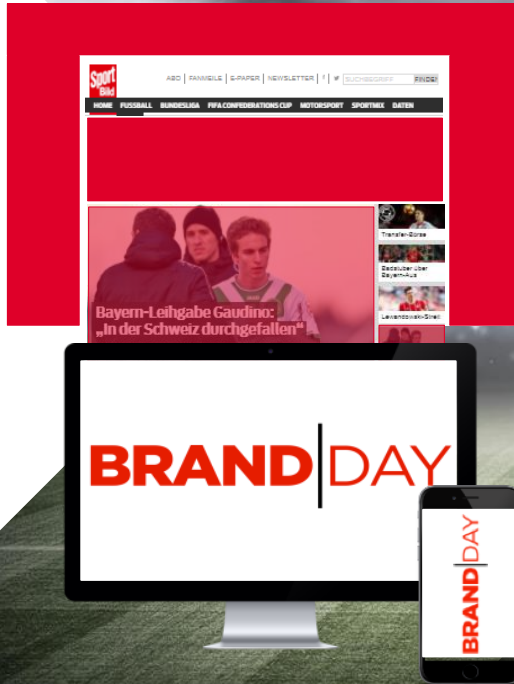 Sport
Bild
ABO | FANMEILE | E-PAPER | NEWSLETTER | f |
SUCHBEGRIFF
FINDE!
HOME FUSSBALL BUNDESLIGA FIFA CONFEDERATIONS CUP MOTORSPORT SPORTMIX DATEN
Transfer-Börse
Badstuber über
Bayern-Aus
Lewandowski-Streit
Bayern-Leihgabe Gaudino:
„In der Schweiz durchgefallen“
BRAND|DAY
BRAND|DAY